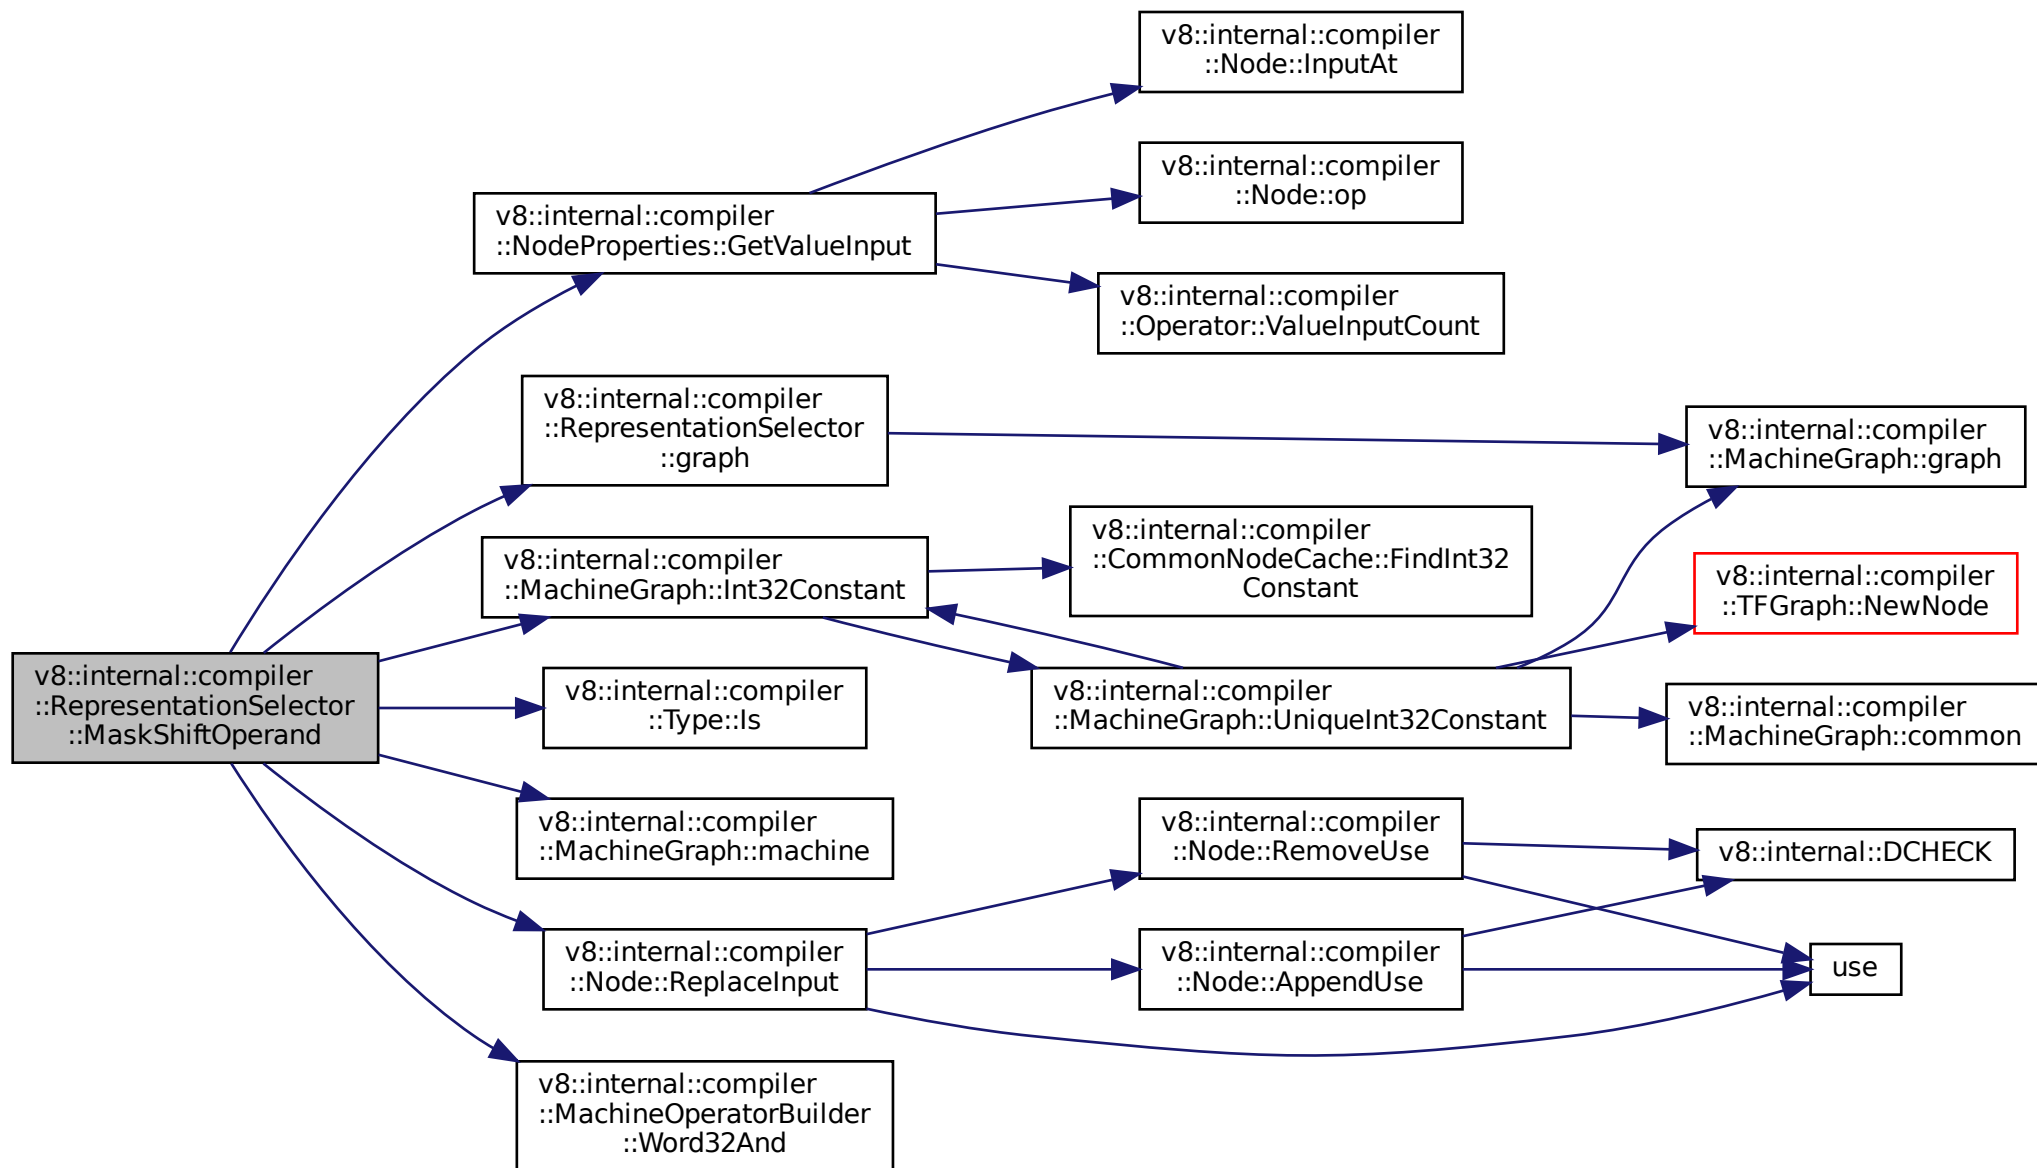 v8::internal::compiler
::RepresentationSelector
::MaskShiftOperand
v8::internal::compiler
::NodeProperties::GetValueInput
v8::internal::compiler
::RepresentationSelector
::graph
v8::internal::compiler
::MachineGraph::Int32Constant
v8::internal::compiler
::Type::Is
v8::internal::compiler
::MachineGraph::machine
v8::internal::compiler
::Node::ReplaceInput
v8::internal::compiler
::MachineOperatorBuilder
::Word32And
v8::internal::compiler
::Node::InputAt
v8::internal::compiler
::Node::op
v8::internal::compiler
::Operator::ValueInputCount
v8::internal::compiler
::CommonNodeCache::FindInt32
Constant
v8::internal::compiler
::MachineGraph::UniqueInt32Constant
v8::internal::compiler
::Node::RemoveUse
v8::internal::compiler
::Node::AppendUse
v8::internal::compiler
::MachineGraph::graph
v8::internal::compiler
::TFGraph::NewNode
v8::internal::compiler
::MachineGraph::common
v8::internal::DCHECK
use